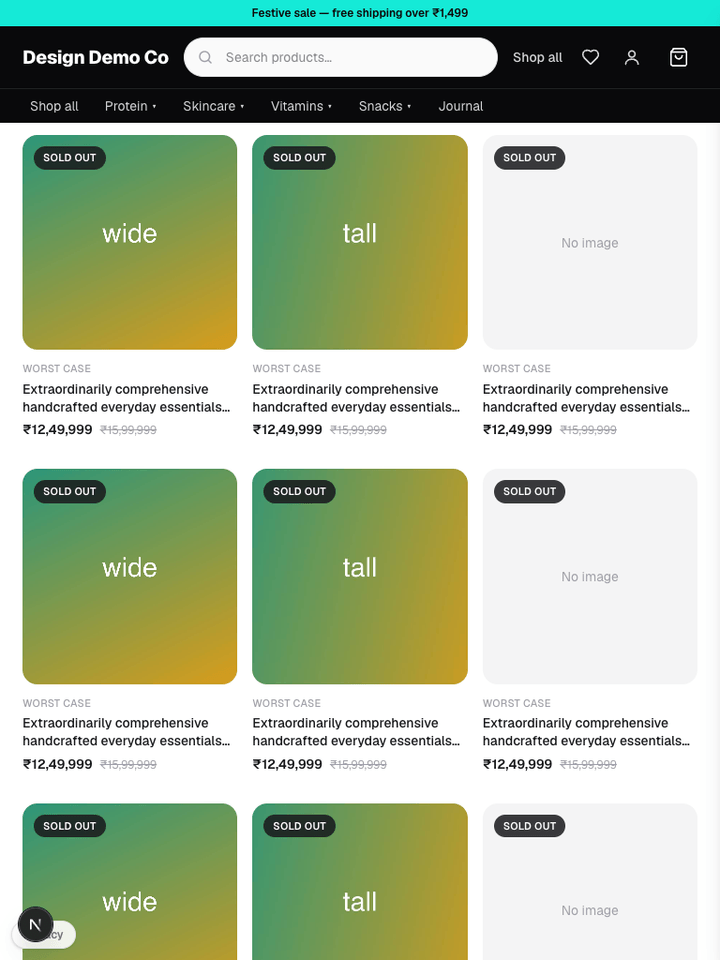 Festive sale — free shipping over ₹1,499
Design Demo Co
Search products...
Shop all
Shop all
Protein
Skincare
Vitamins
Snacks
Journal
SOLD OUT
SOLD OUT
SOLD OUT
wide
tall
No image
WORST CASE
WORST CASE
WORST CASE
Extraordinarily comprehensive
handcrafted everyday essentials...
Extraordinarily comprehensive
handcrafted everyday essentials...
Extraordinarily comprehensive
handcrafted everyday essentials...
₹12,49,999 ₹15,99,999
₹12,49,999 ₹15,99,999
₹12,49,999 ₹15,99,999
SOLD OUT
SOLD OUT
SOLD OUT
wide
tall
No image
WORST CASE
WORST CASE
WORST CASE
Extraordinarily comprehensive
handcrafted everyday essentials...
Extraordinarily comprehensive
handcrafted everyday essentials...
Extraordinarily comprehensive
handcrafted everyday essentials...
₹12,49,999 ₹15,99,999
₹12,49,999 ₹15,99,999
₹12,49,999 ₹15,99,999
SOLD OUT
SOLD OUT
SOLD OUT
wide
tall
No image
N